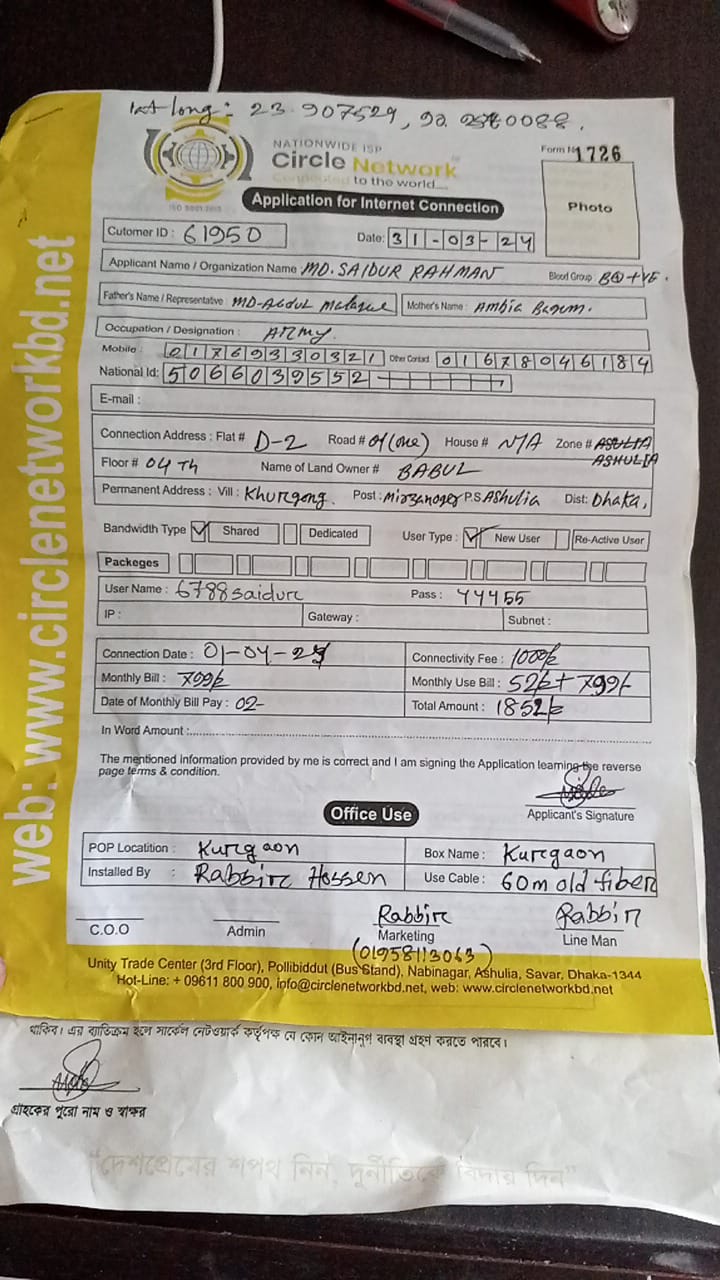 Lat long: 23.907529, 90.2570088.
NATIONWIDE ISP
Circle Network
Connected to the world....
ISO 9001:2015
Form № 1726
Application for Internet Connection
Photo
Cutomer ID : 61950
Date: 31-03-24
Applicant Name / Organization Name MD. SAIDUR RAHMAN Blood Group B+VE.
Father's Name / Representative MD-Abdul Malaque Mother's Name : Ambia Begum.
Occupation / Designation : ARMY.
Mobile : 01769330321 Other Contact 01678046184
National Id: 5066039552
E-mail :
Connection Address : Flat # D-2 Road # 01(one) House # N/A Zone # ASULIA
ASHULIA
Floor # 04 Th Name of Land Owner # BABUL
Permanent Address : Vill : Khurgong. Post : Mirzanager P.S Ashulia Dist: Dhaka,
Bandwidth Type Shared Dedicated User Type : New User Re-Active User
Packeges
User Name : 6788saidur Pass : 44455
IP : Gateway : Subnet :
Connection Date : 01-04-24 Connectivity Fee : 1000/=
Monthly Bill : 799/= Monthly Use Bill : 52/= + 799/-
Date of Monthly Bill Pay : 02- Total Amount : 1852/=
In Word Amount :
The mentioned information provided by me is correct and I am signing the Application learning the reverse
page terms & condition.
Applicant's Signature
Office Use
POP Locatition : Kurgaon Box Name : Kurgaon
Installed By : Rabbir Hossen Use Cable : 60m old fiber
Rabbir Rabbir
C.O.O Admin Marketing Line Man
(01958113063)
Unity Trade Center (3rd Floor), Pollibiddut (Bus Stand), Nabinagar, Ashulia, Savar, Dhaka-1344
Hot-Line: + 09611 800 900, info@circlenetworkbd.net, web: www.circlenetworkbd.net
web: www.circlenetworkbd.net
থাকিব। এর ব্যতিক্রম হলে সার্কেল নেটওয়ার্ক কর্তৃপক্ষ যে কোন আইনানুগ ব্যবস্থা গ্রহণ করতে পারবে।
গ্রাহকের পুরো নাম ও স্বাক্ষর
"দেশপ্রেমের শপথ নিন, দুর্নীতিকে বিদায় দিন"